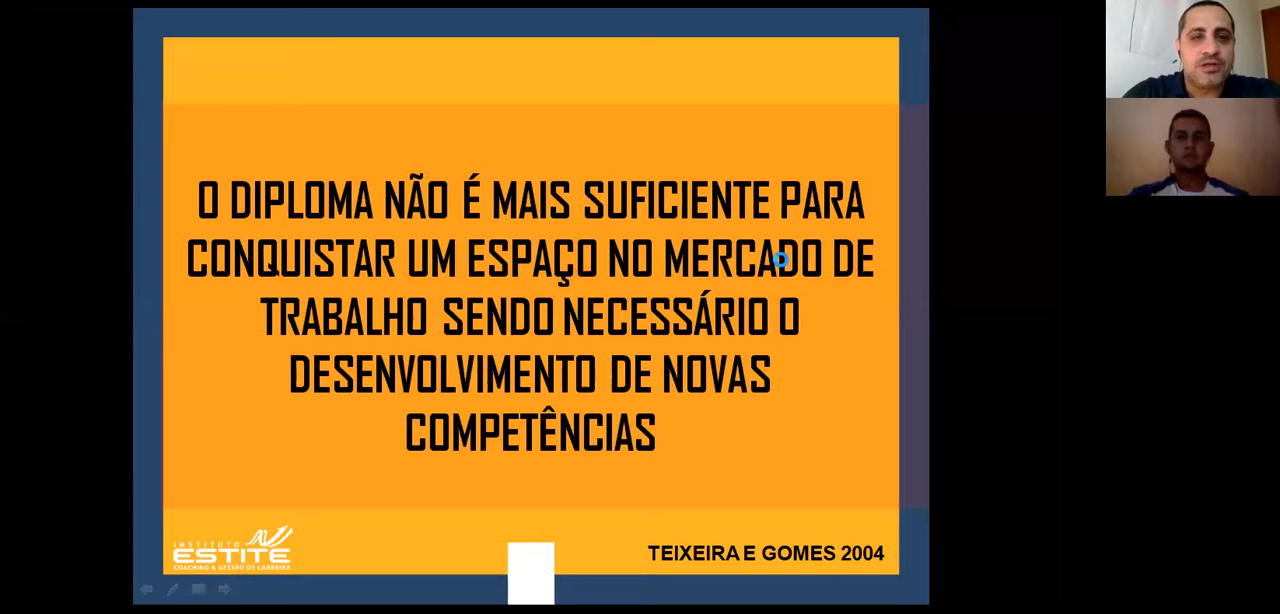 O DIPLOMA NÃO É MAIS SUFICIENTE PARA
CONQUISTAR UM ESPAÇO NO MERCADO DE
TRABALHO SENDO NECESSÁRIO O
DESENVOLVIMENTO DE NOVAS
COMPETÊNCIAS
INSTITUTO
ESTITE
COACHING & GESTÃO DE CARREIRA
TEIXEIRA E GOMES 2004